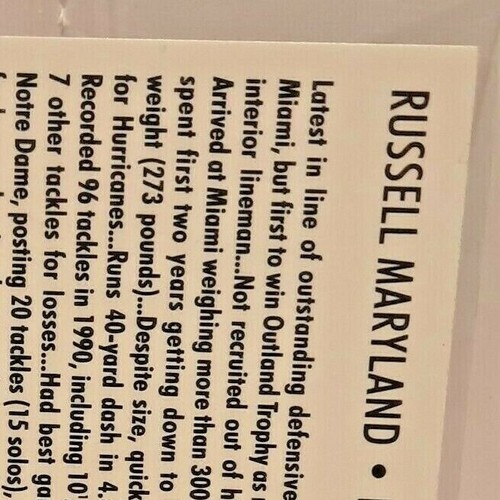 RUSSELL MARYLAND •
Latest in line of outstanding defensive
Miami, but first to win Outland Trophy as
interior lineman...Not recruited out of
Arrived at Miami weighing more than 300
spent first two years getting down to
weight (273 pounds)...Despite size, quick
for Hurricanes...Runs 40-yard dash in 4.
Recorded 96 tackles in 1990, including 10
7 other tackles for losses...Had best
Notre Dame, posting 20 tackles (15 solos),